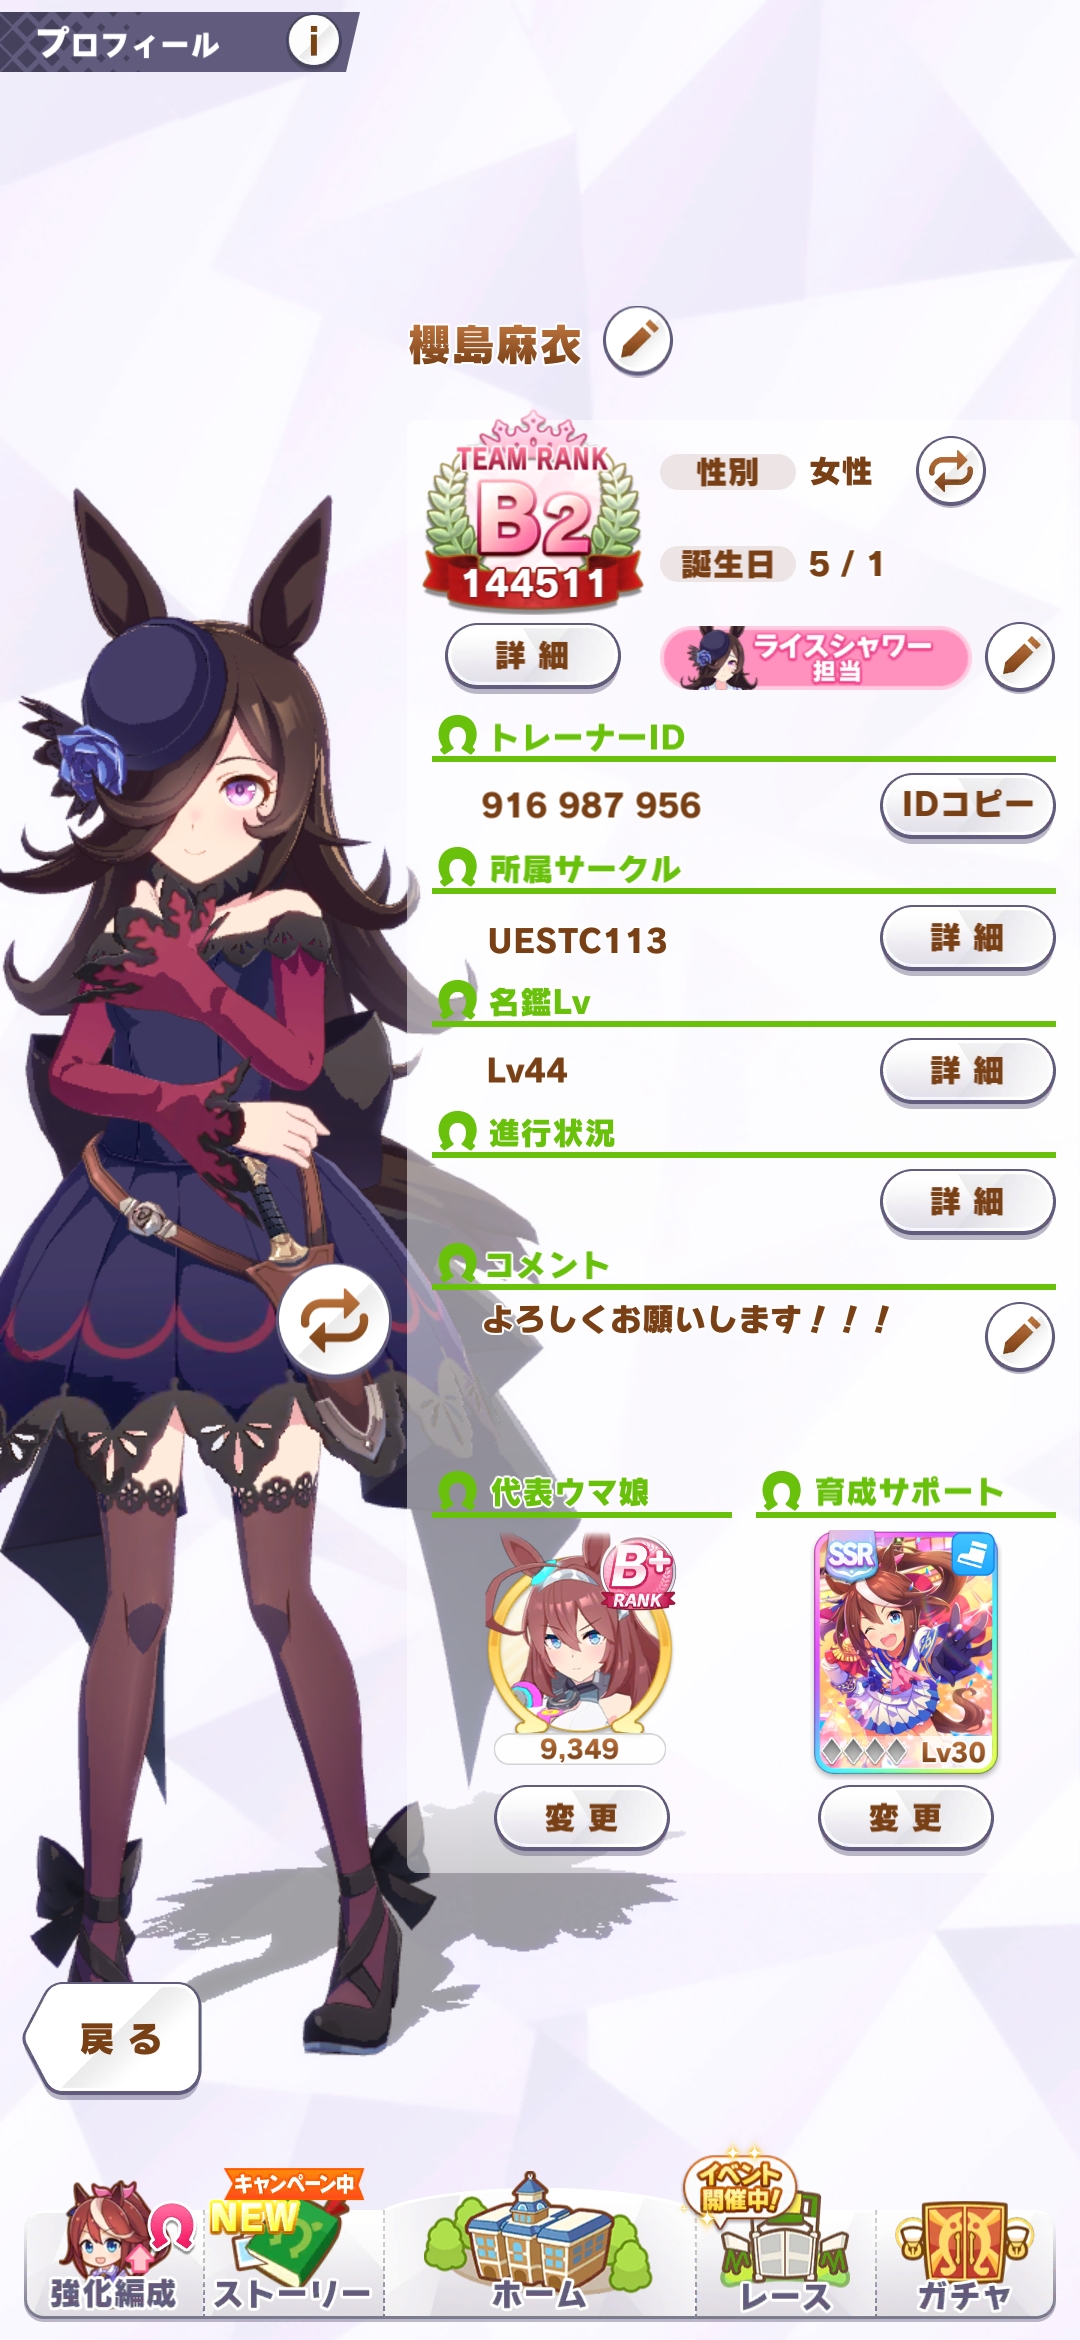 プロフィール i
櫻島麻衣
TEAM RANK
B2
144511
性別 女性
誕生日 5 / 1
詳細
ライスシャワー
担当
トレーナーID
916 987 956 IDコピー
所属サークル
UESTC113 詳細
名鑑Lv
Lv44 詳細
進行状況
詳細
コメント
よろしくお願いします！！！
代表ウマ娘 育成サポート
B+
RANK
SSR
9,349
Lv30
変更 変更
戻る
キャンペーン中
NEW
イベント
開催中!
強化編成 ストーリー ホーム レース ガチャ